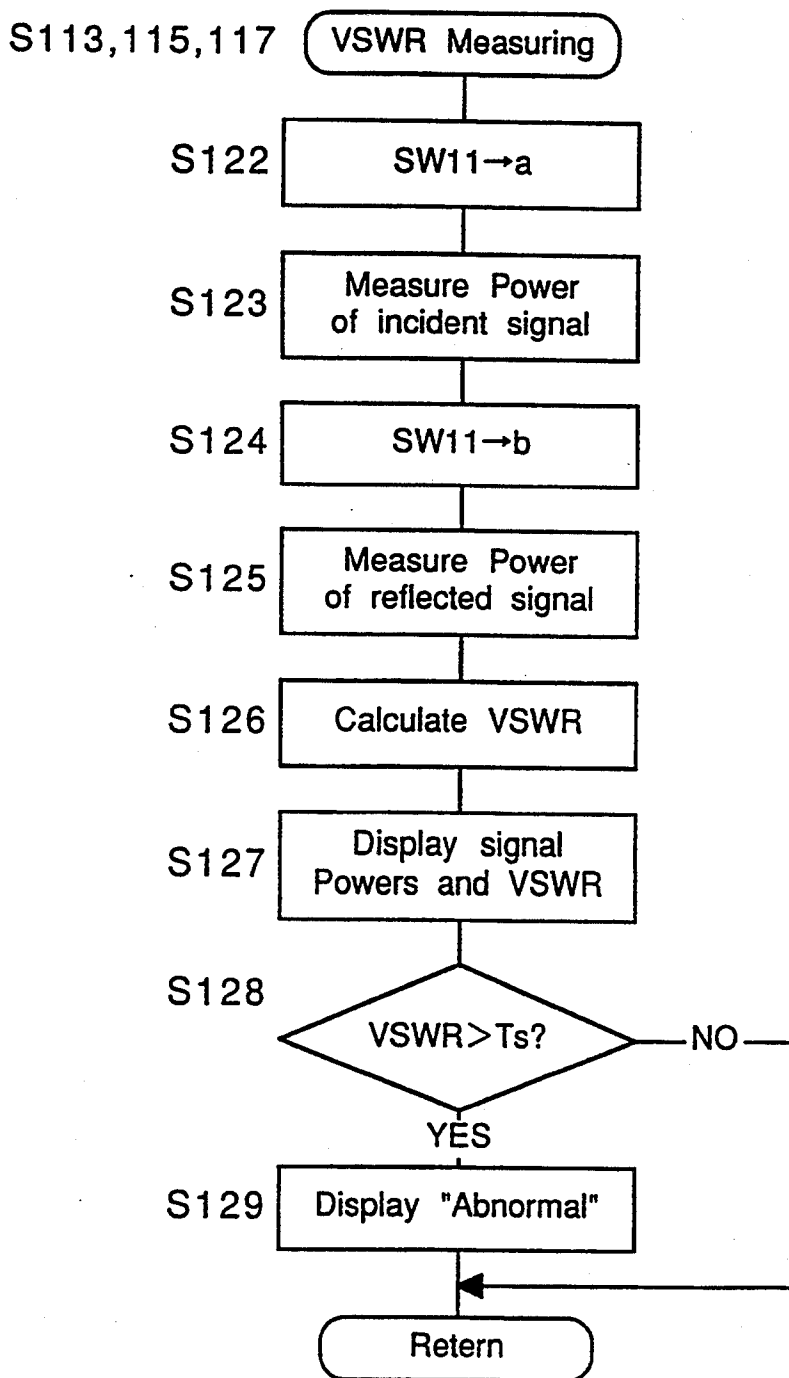 S113,115,117 VSWR Measuring
S122 SW11→a
S123 Measure Power
of incident signal
S124 SW11→b
S125 Measure Power
of reflected signal
S126 Calculate VSWR
S127 Display signal
Powers and VSWR
S128
VSWR>Ts? NO
YES
S129 Display "Abnormal"
Retern